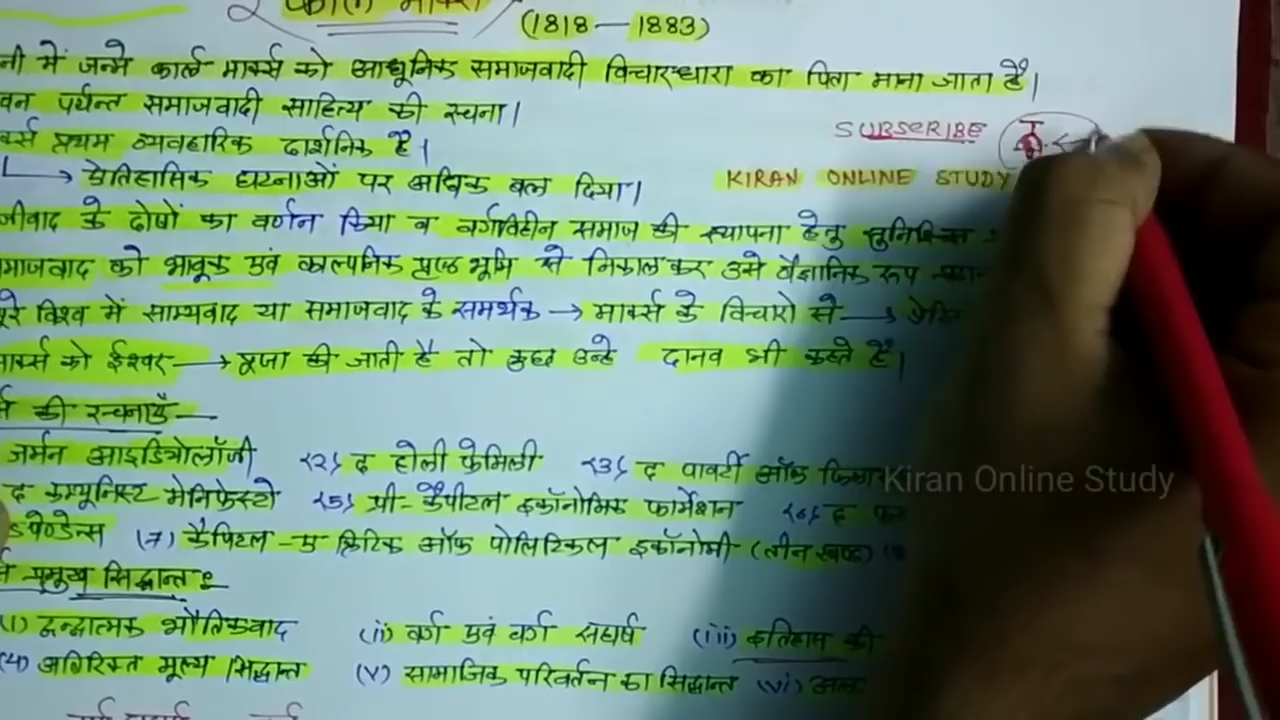 कार्ल मार्क्स
(1818 — 1883)
नी में जन्मे कार्ल मार्क्स को आधूनिक समाजवादी विचारधारा का पिता माना जाता है।
वन पर्यन्त समाजवादी साहित्य की रचना।
र्क्स प्रथम व्यवहारिक दार्शनिक है।
SUBSCRIBE
↳ ऐतिहासिक घटनाओं पर अधिक बल दिया।
KIRAN ONLINE STUDY
जीवाद के दोषों का वर्णन किया व वर्गविहीन समाज की स्थापना हेतु सुनिश्चित
माजवाद को भावूक एवं काल्पनिक पृष्ठ भूमि से निकाल कर उसे वैज्ञानिक रूप
पूरे विश्व में साम्यवाद या समाजवाद के समर्थक → मार्क्स के विचारो से → प्रेरि
मार्क्स को ईश्वर → पूजा की जाती है तो कुछ उन्हे दानव भी कहते हैं।
की रचनाएँ —
जर्मन आइडियोलॉजी (2) द होली फेमिली (3) द पावर्टी ऑफ फिला
Kiran Online Study
द कम्यूनिस्ट मेनिफेस्टो (5) प्री-कैपीटल इकॉनोमिक फार्मेशन (6) द
डपेण्डेन्स (7) कैपिटल - ए क्रिटिक ऑफ पोलिटिकल इकॉनोमी (तीन खण्ड)
प्रमुख सिद्धान्त :
(i) द्वन्दात्मक भौतिकवाद (ii) वर्ग एवं वर्ग संघर्ष (iii) इतिहास की
(4) अतिरिक्त मूल्य सिद्धान्त (v) सामाजिक परिवर्तन का सिद्धान्त (vi) अल